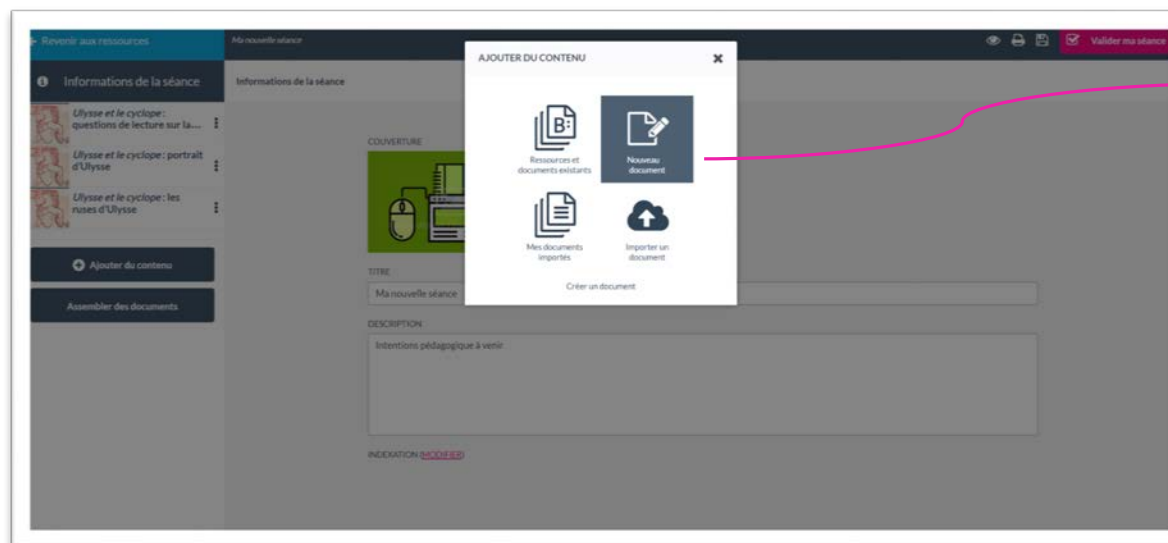 Revenir aux ressources
Ma nouvelle séance
Valider ma séance
Informations de la séance
Informations de la séance
Ulysse et le cyclope :
questions de lecture sur la....
Ulysse et le cyclope : portrait
d'Ulysse
Ulysse et le cyclope : les
ruses d'Ulysse
Ajouter du contenu
Assembler des documents
AJOUTER DU CONTENU
B:
Ressources et
documents existants
Nouveau
document
Mes documents
importés
Importer un
document
Créer un document
COUVERTURE
TITRE
Ma nouvelle séance
DESCRIPTION
Intentions pédagogique à venir
INDEXATION (MODIFIER)